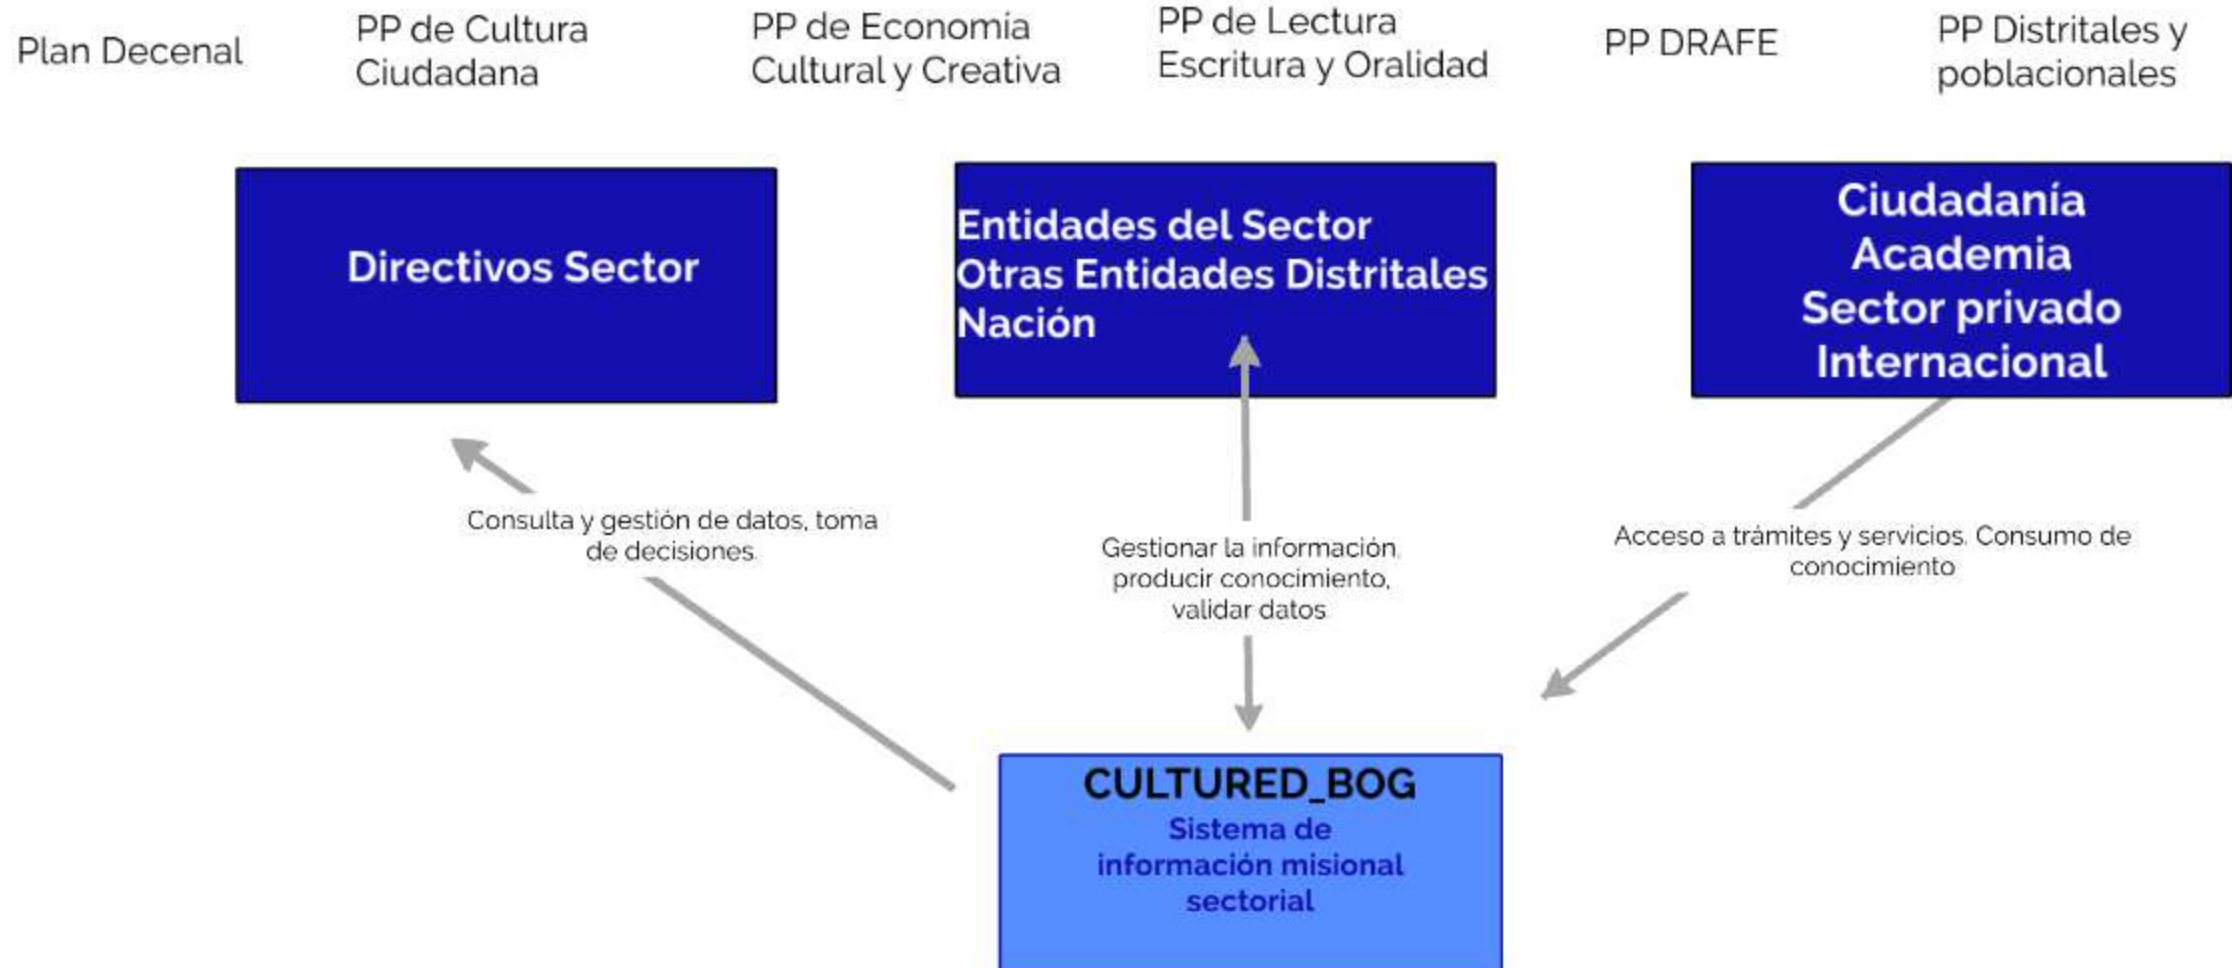 Plan Decenal
PP de Cultura
Ciudadana
PP de Economía
Cultural y Creativa
PP de Lectura
Escritura y Oralidad
PP DRAFE
PP Distritales y
poblacionales
Directivos Sector
Entidades del Sector
Otras Entidades Distritales
Nación
Ciudadanía
Academia
Sector privado
Internacional
Consulta y gestión de datos, toma
de decisiones.
Gestionar la información.
producir conocimiento,
validar datos
Acceso a trámites y servicios. Consumo de
conocimiento
CULTURED_BOG
Sistema de
información misional
sectorial